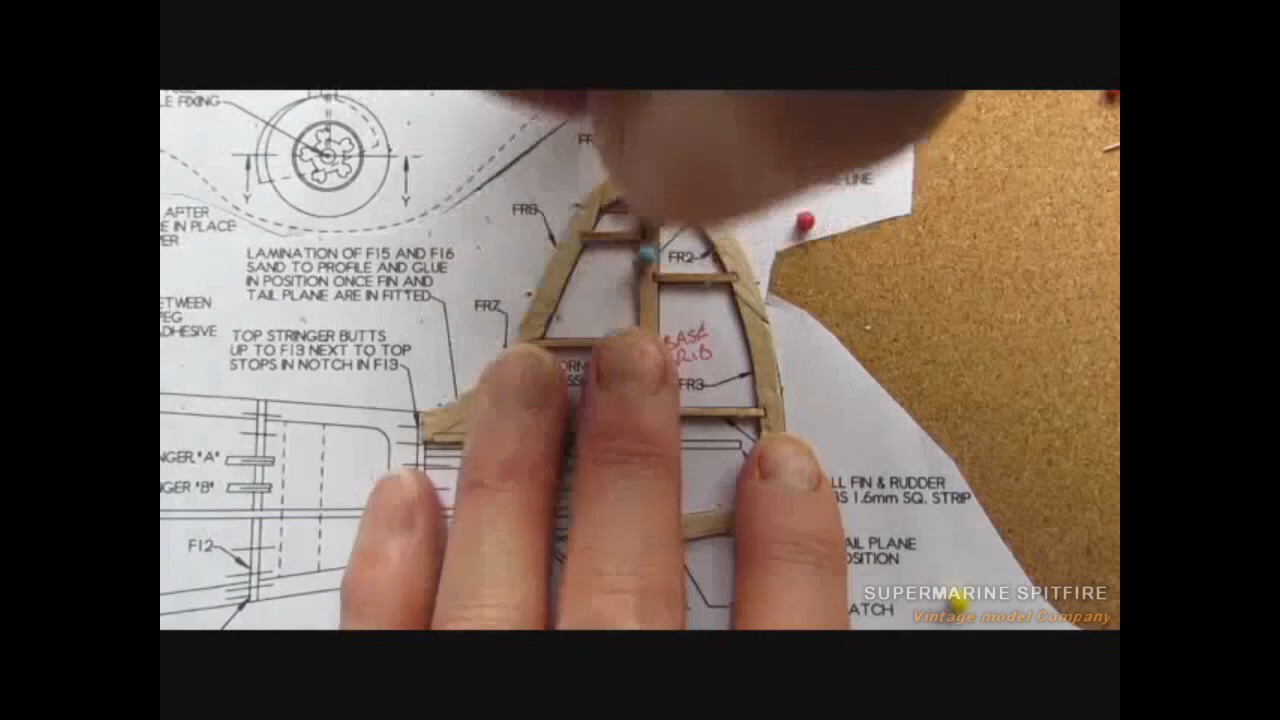 LE FIXING
Y
Y
AFTER
E IN PLACE
LAMINATION OF F15 AND F16
SAND TO PROFILE AND GLUE
IN POSITION ONCE FIN AND
TAIL PLANE ARE IN FITTED
TOP STRINGER BUTTS
UP TO F13 NEXT TO TOP
STOPS IN NOTCH IN F13
ETWEEN
PEG
DHESIVE
FR8
FR7
FR2
FR3
BASE
RIB
LINE
NGER "A"
NGER "B"
F12
LL FIN & RUDDER
BS 1.6mm SQ. STRIP
AIL PLANE
OSITION
ATCH
SUPERMARINE SPITFIRE
Vintage model Company